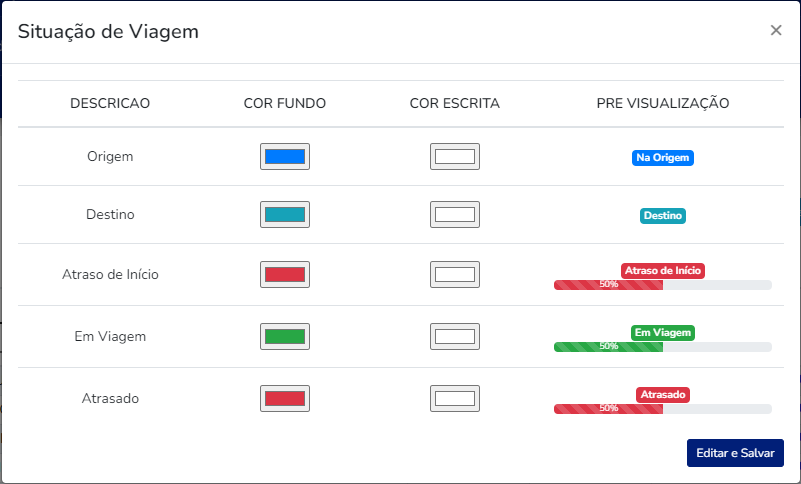 Situação de Viagem ×
DESCRICAO COR FUNDO COR ESCRITA PRE VISUALIZAÇÃO
Origem Na Origem
Destino Destino
Atraso de Início Atraso de Início
50%
Em Viagem Em Viagem
50%
Atrasado Atrasado
50%
Editar e Salvar